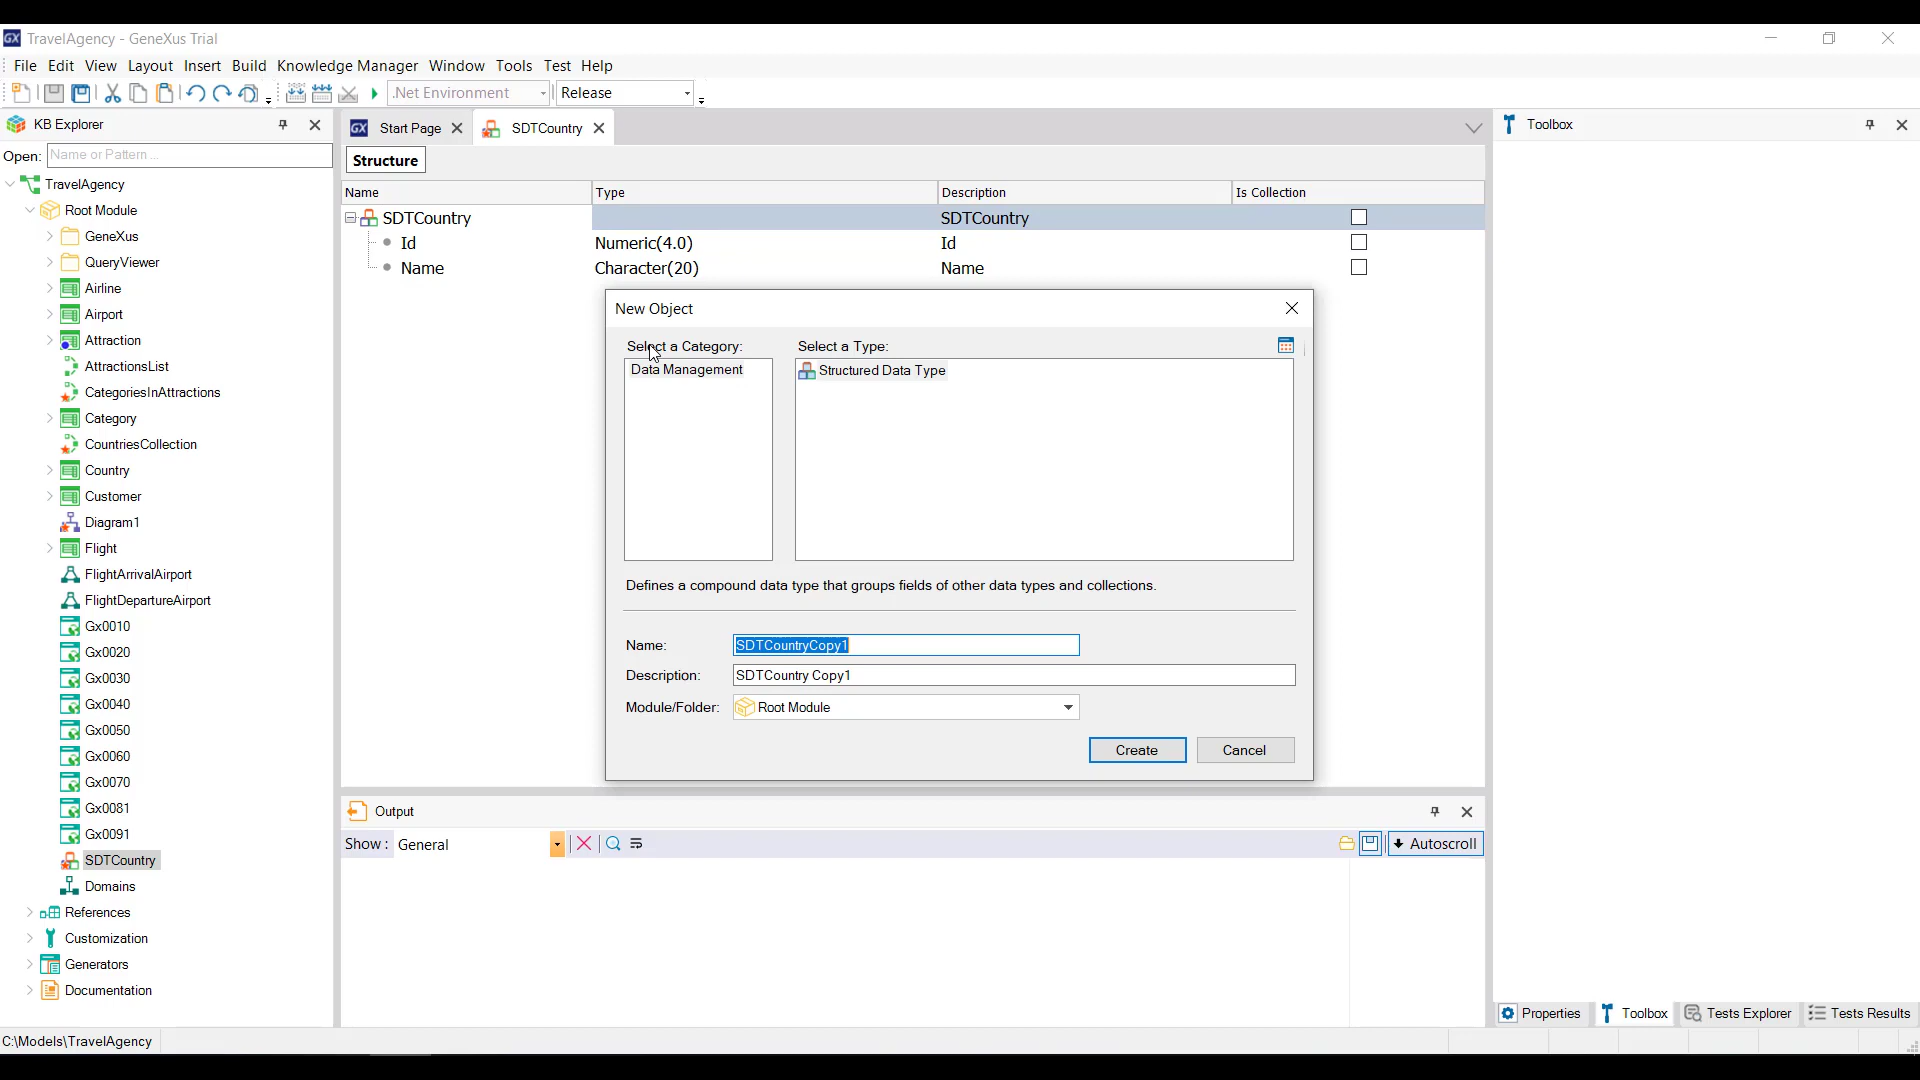 GX TravelAgency - GeneXus Trial
File Edit View Layout Insert Build Knowledge Manager Window Tools Test Help
.Net Environment Release
KB Explorer
Open: Name or Pattern ...
TravelAgency
Root Module
GeneXus
QueryViewer
Airline
Airport
Attraction
AttractionsList
CategoriesInAttractions
Category
CountriesCollection
Country
Customer
Diagram1
Flight
FlightArrivalAirport
FlightDepartureAirport
Gx0010
Gx0020
Gx0030
Gx0040
Gx0050
Gx0060
Gx0070
Gx0081
Gx0091
SDTCountry
Domains
References
Customization
Generators
Documentation
GX Start Page SDTCountry
Structure
Name Type Description Is Collection
SDTCountry SDTCountry
Id Numeric(4.0) Id
Name Character(20) Name
New Object
Select a Category: Select a Type:
Data Management Structured Data Type
Defines a compound data type that groups fields of other data types and collections.
Name: SDTCountryCopy1
Description: SDTCountry Copy1
Module/Folder: Root Module
Create Cancel
Output
Show : General Autoscroll
Toolbox
Properties Toolbox Tests Explorer Tests Results
C:\Models\TravelAgency